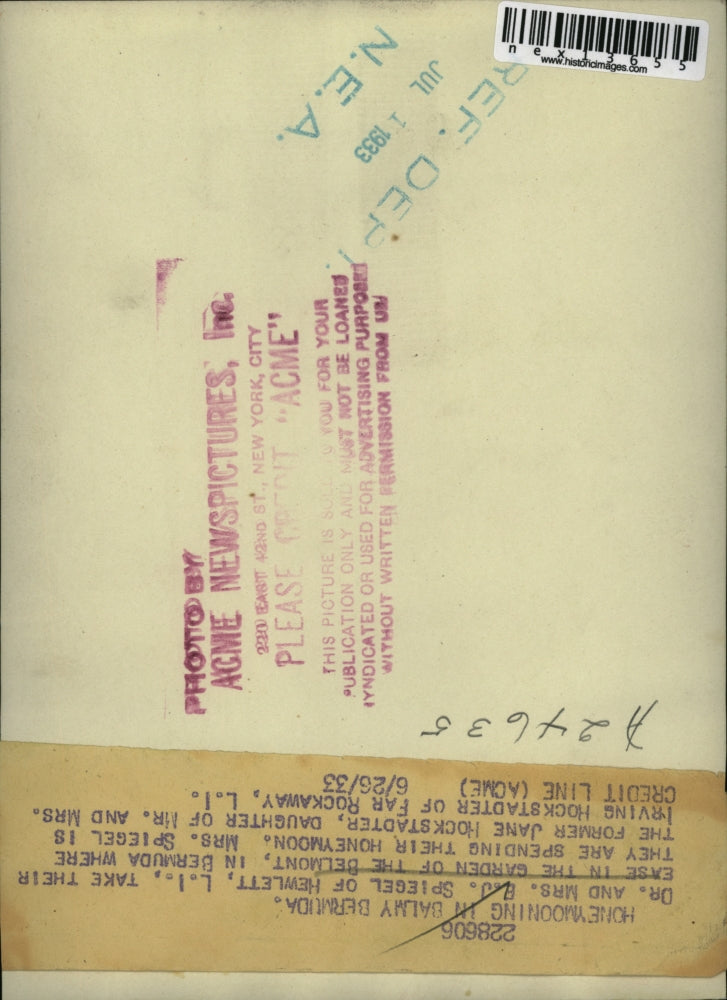 nex13655
www.historicimages.com
REF. DEPT.
JUL 1 1933
N.E.A.
PHOTO BY
ACME NEWSPICTURES, Inc.
220 EAST 42ND ST., NEW YORK, CITY
PLEASE CREDIT "ACME"
THIS PICTURE IS SOLD TO YOU FOR YOUR
PUBLICATION ONLY AND MUST NOT BE LOANED
SYNDICATED OR USED FOR ADVERTISING PURPOSES
WITHOUT WRITTEN PERMISSION FROM US
A24635
228606
HONEYMOONING IN BALMY BERMUDA.
DR. AND MRS. SPIEGEL OF HEWLETT, L.I., TAKE THEIR
EASE IN THE GARDEN OF THE BELMONT, IN BERMUDA WHERE
THEY ARE SPENDING THEIR HONEYMOON. MRS. SPIEGEL IS
THE FORMER JANE HOCKSTADTER, DAUGHTER OF MR. AND MRS
IRVING HOCKSTADTER OF FAR ROCKAWAY, L.I.
CREDIT LINE (ACME) 6/26/33